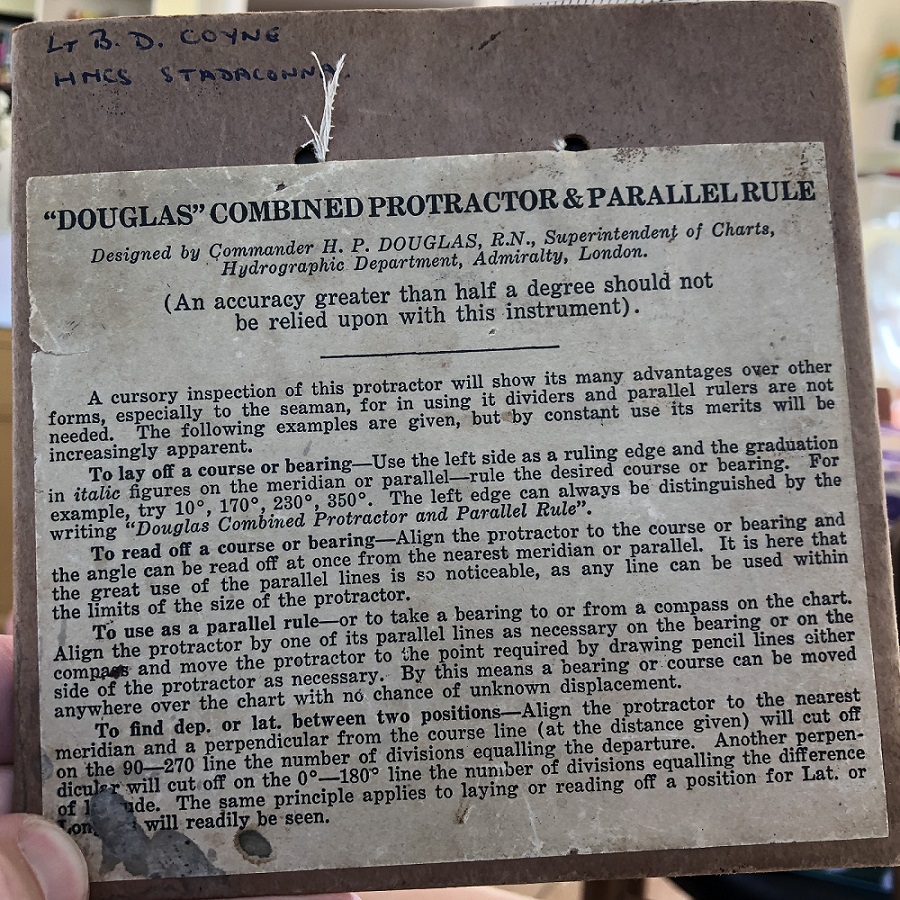 LT B. D. COYNE
HMCS STADACONNA.
"DOUGLAS" COMBINED PROTRACTOR & PARALLEL RULE
Designed by Commander H. P. DOUGLAS, R.N., Superintendent of Charts,
Hydrographic Department, Admiralty, London.
(An accuracy greater than half a degree should not
be relied upon with this instrument).
A cursory inspection of this protractor will show its many advantages over other
forms, especially to the seaman, for in using it dividers and parallel rulers are not
needed. The following examples are given, but by constant use its merits will be
increasingly apparent.
To lay off a course or bearing—Use the left side as a ruling edge and the graduation
in italic figures on the meridian or parallel—rule the desired course or bearing. For
example, try 10°, 170°, 230°, 350°. The left edge can always be distinguished by the
writing "Douglas Combined Protractor and Parallel Rule".
To read off a course or bearing—Align the protractor to the course or bearing and
the angle can be read off at once from the nearest meridian or parallel. It is here that
the great use of the parallel lines is so noticeable, as any line can be used within
the limits of the size of the protractor.
To use as a parallel rule—or to take a bearing to or from a compass on the chart.
Align the protractor by one of its parallel lines as necessary on the bearing or on the
compass and move the protractor to the point required by drawing pencil lines either
side of the protractor as necessary. By this means a bearing or course can be moved
anywhere over the chart with no chance of unknown displacement.
To find dep. or lat. between two positions—Align the protractor to the nearest
meridian and a perpendicular from the course line (at the distance given) will cut off
on the 90—270 line the number of divisions equalling the departure. Another perpen-
dicular will cut off on the 0°—180° line the number of divisions equalling the difference
of The same principle applies to laying or reading off a position for Lat. or
will readily be seen.